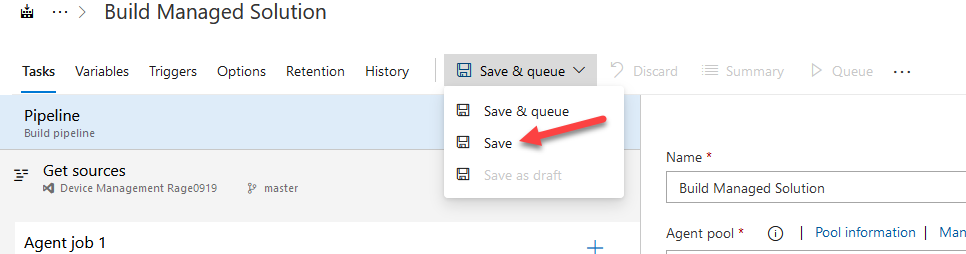 ... > Build Managed Solution
Tasks Variables Triggers Options Retention History Save & queue Discard Summary Queue ...
Pipeline
Build pipeline
Save & queue
Save
Save as draft
Get sources
Device Management Rage0919 master
Agent job 1 +
Name *
Build Managed Solution
Agent pool * | Pool information | Man